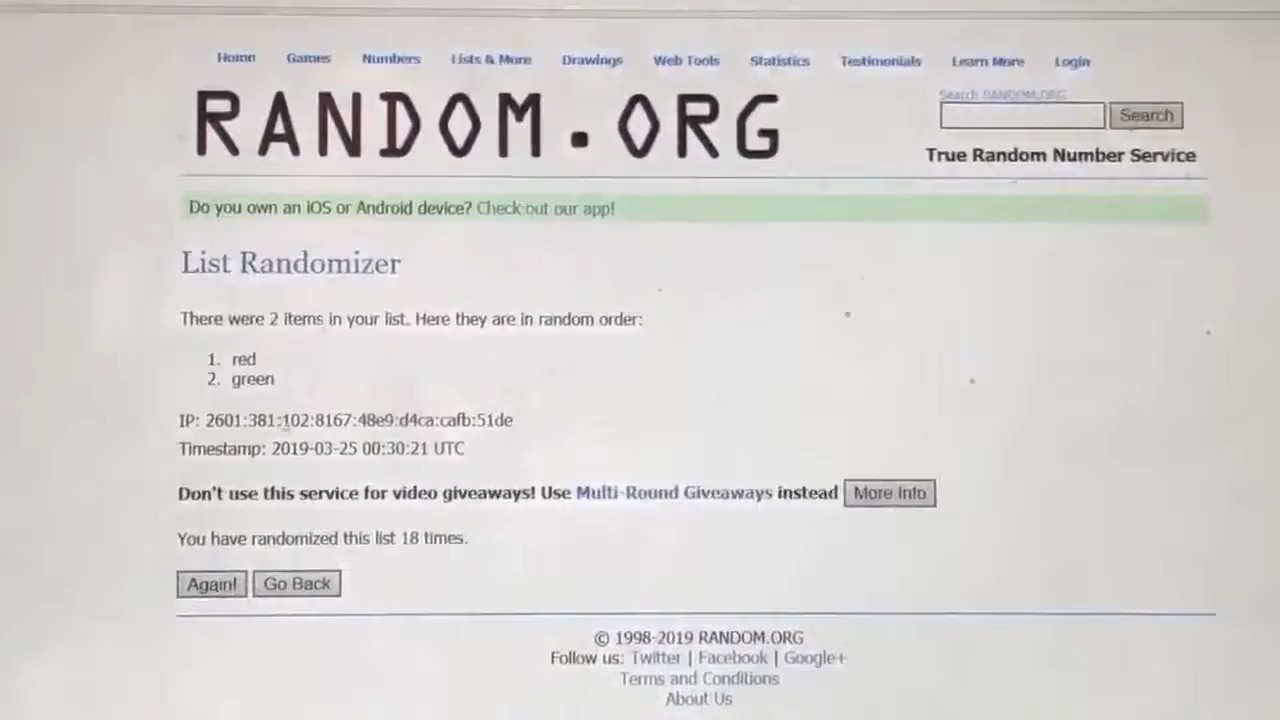 Home Games Numbers Lists & More Drawings Web Tools Statistics Testimonials Learn More Login
RANDOM.ORG
Search RANDOM.ORG
Search
True Random Number Service
Do you own an iOS or Android device? Check out our app!
List Randomizer
There were 2 items in your list. Here they are in random order:
1. red
2. green
IP: 2601:381:102:8167:48e9:d4ca:cafb:51de
Timestamp: 2019-03-25 00:30:21 UTC
Don't use this service for video giveaways! Use Multi-Round Giveaways instead More Info
You have randomized this list 18 times.
Again! Go Back
© 1998-2019 RANDOM.ORG
Follow us: Twitter | Facebook | Google+
Terms and Conditions
About Us